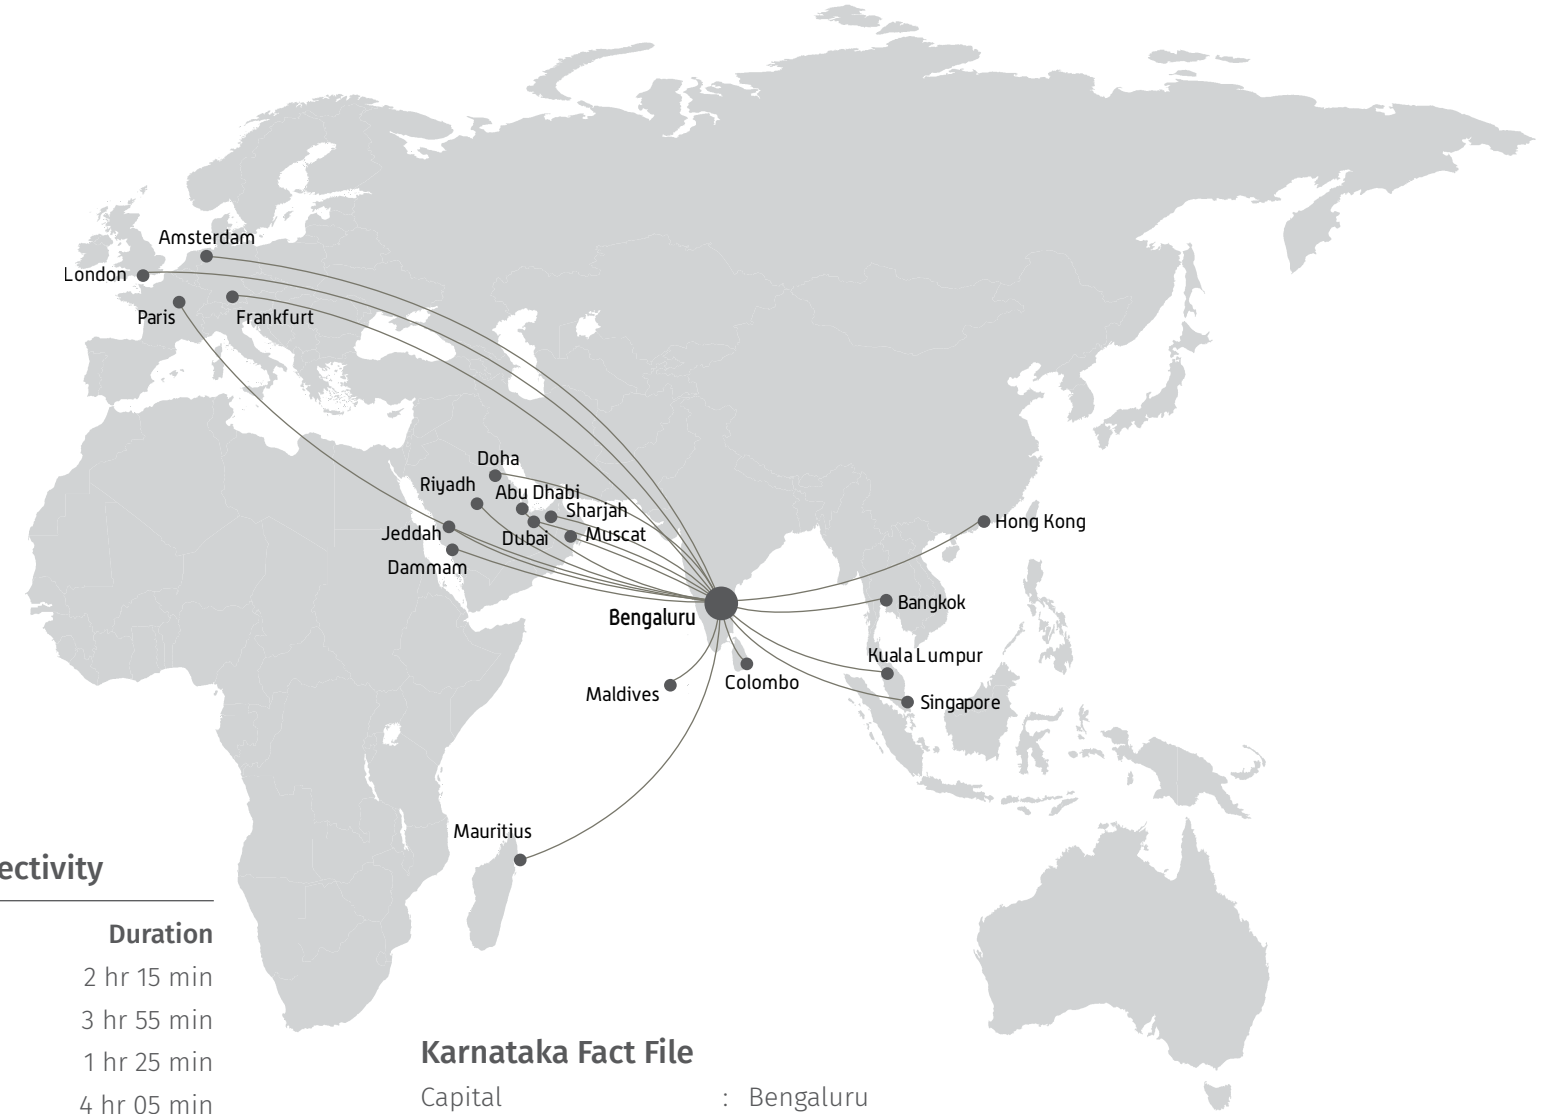 Amsterdam
London
Paris
Frankfurt
Doha
Riyadh
Abu Dhabi
Sharjah
Jeddah
Dubai
Muscat
Dammam
Hong Kong
Bengaluru
Bangkok
Kuala Lumpur
Maldives
Colombo
Singapore
Mauritius
ectivity
Duration
2 hr 15 min
3 hr 55 min
1 hr 25 min
4 hr 05 min
Karnataka Fact File
Capital : Bengaluru